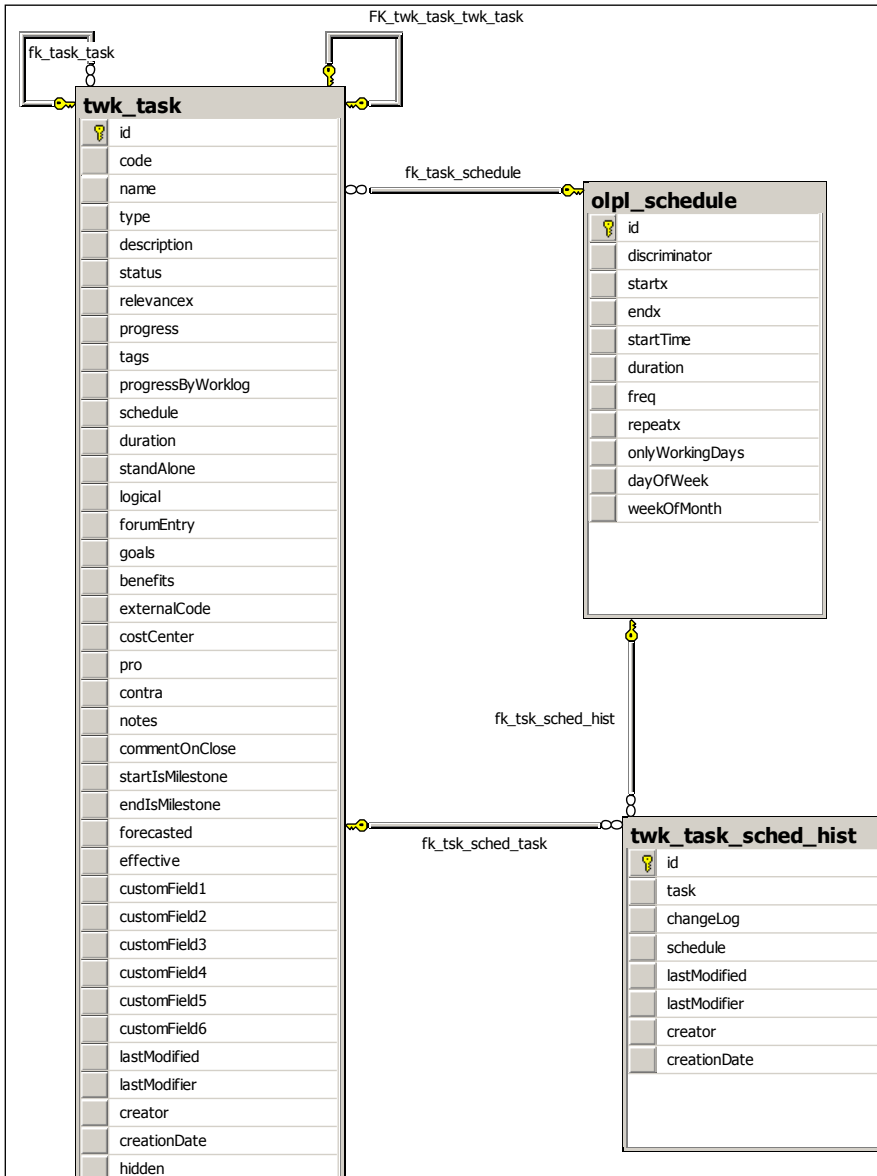 FK_twk_task_twk_task
fk_task_task
twk_task
id
code
name
type
description
status
relevancex
progress
tags
progressByWorklog
schedule
duration
standAlone
logical
forumEntry
goals
benefits
externalCode
costCenter
pro
contra
notes
commentOnClose
startIsMilestone
endIsMilestone
forecasted
effective
customField1
customField2
customField3
customField4
customField5
customField6
lastModified
lastModifier
creator
creationDate
hidden
fk_task_schedule
olpl_schedule
id
discriminator
startx
endx
startTime
duration
freq
repeatx
onlyWorkingDays
dayOfWeek
weekOfMonth
fk_tsk_sched_hist
fk_tsk_sched_task
twk_task_sched_hist
id
task
changeLog
schedule
lastModified
lastModifier
creator
creationDate